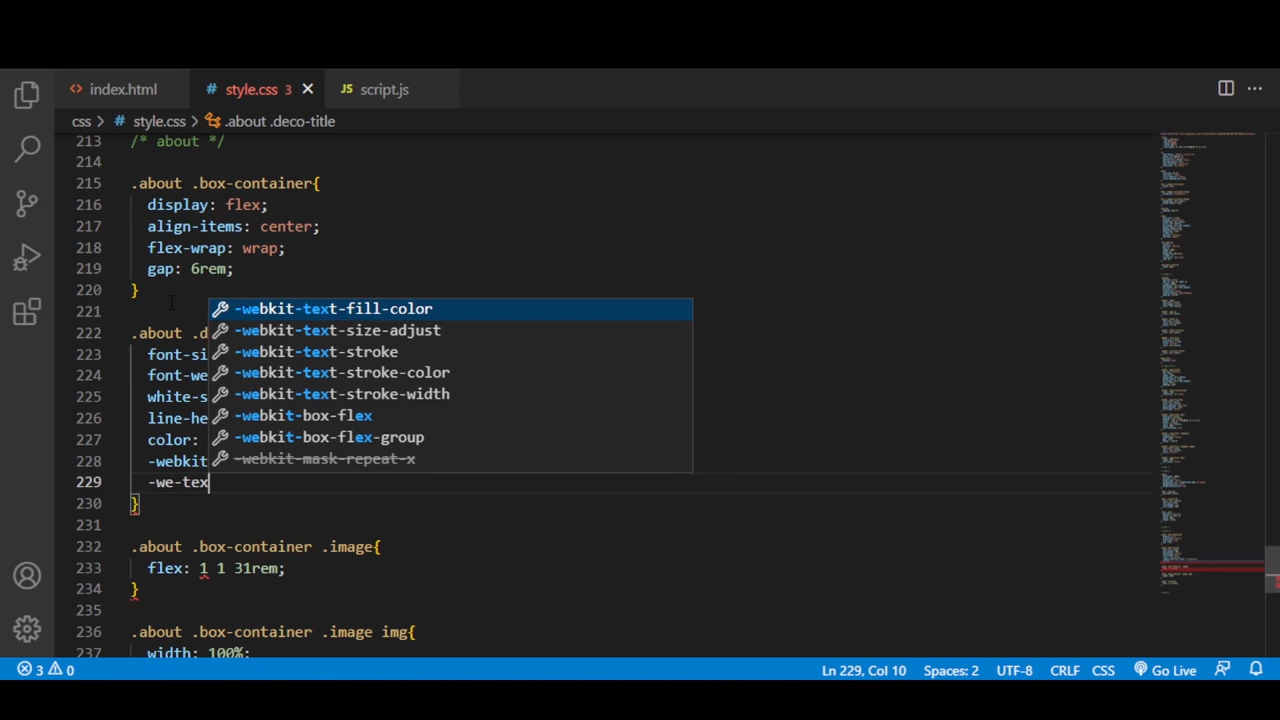 index.html
style.css 3
JS script.js
css > # style.css > .about .deco-title
213 /* about */
214
215 .about .box-container{
216 display: flex;
217 align-items: center;
218 flex-wrap: wrap;
219 gap: 6rem;
220 }
221
222 .about .d
223 font-si
224 font-we
225 white-s
226 line-he
227 color:
228 -webkit
229 -we-tex
230 }
231
232 .about .box-container .image{
233 flex: 1 1 31rem;
234 }
235
236 .about .box-container .image img{
237 width: 100%;
-webkit-text-fill-color
-webkit-text-size-adjust
-webkit-text-stroke
-webkit-text-stroke-color
-webkit-text-stroke-width
-webkit-box-flex
-webkit-box-flex-group
-webkit-mask-repeat-x
3 0 Ln 229, Col 10 Spaces: 2 UTF-8 CRLF CSS Go Live